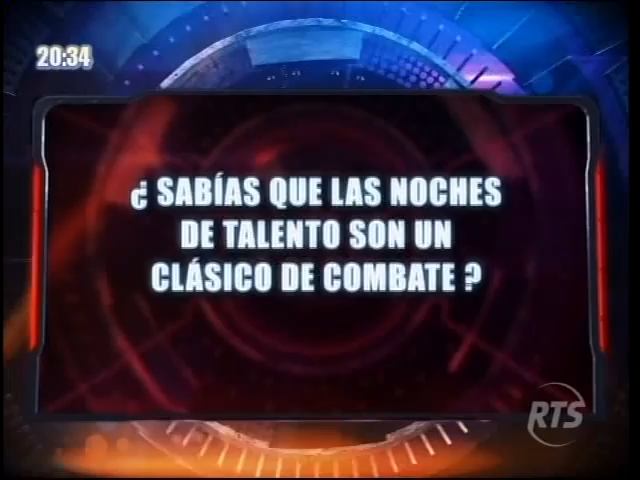 20:34
¿ SABÍAS QUE LAS NOCHES
DE TALENTO SON UN
CLÁSICO DE COMBATE ?
RTS